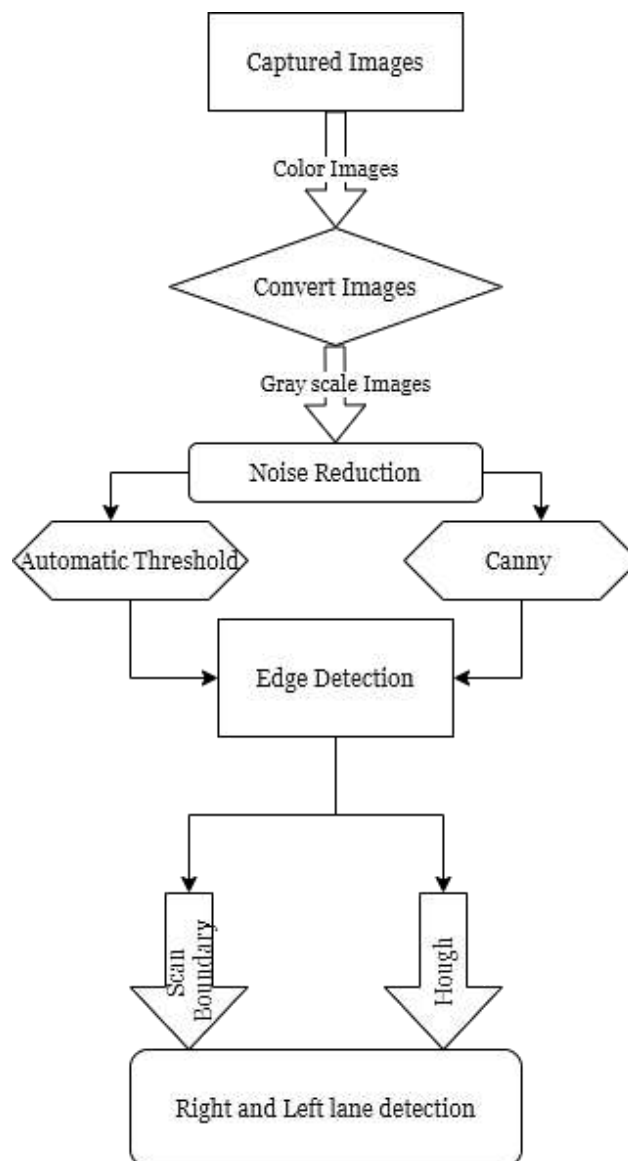 Captured Images
Color Images
Convert Images
Gray scale Images
Noise Reduction
Automatic Threshold
Canny
Edge Detection
Scan
Boundary
Hough
Right and Left lane detection